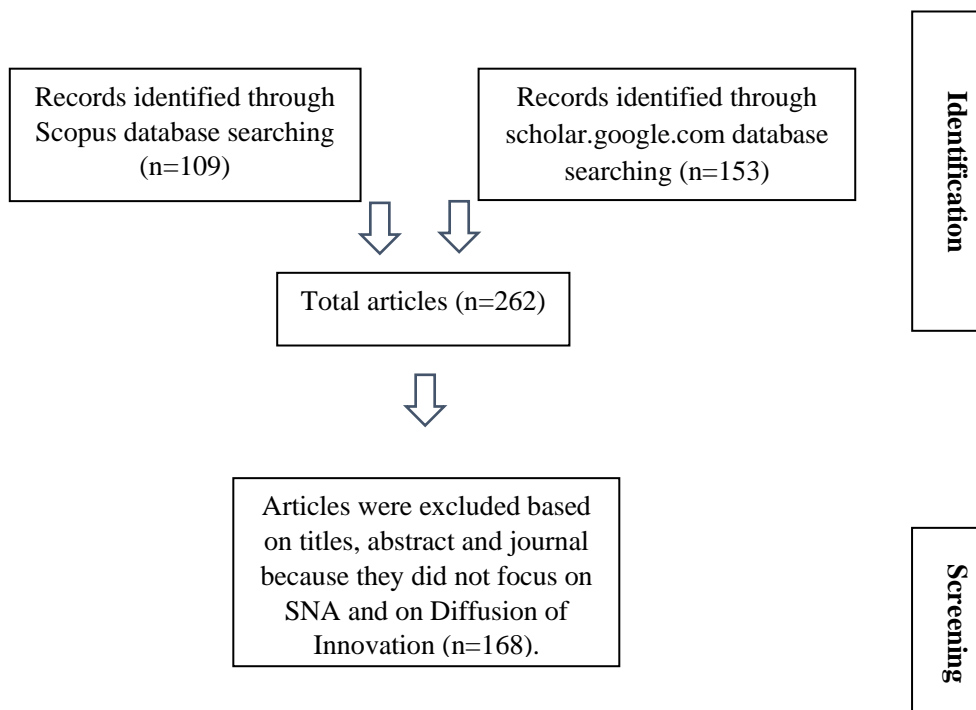 Records identified through
Scopus database searching
(n=109)
Records identified through
scholar.google.com database
searching (n=153)
Identification
Total articles (n=262)
Articles were excluded based
on titles, abstract and journal
because they did not focus on
SNA and on Diffusion of
Innovation (n=168).
Screening